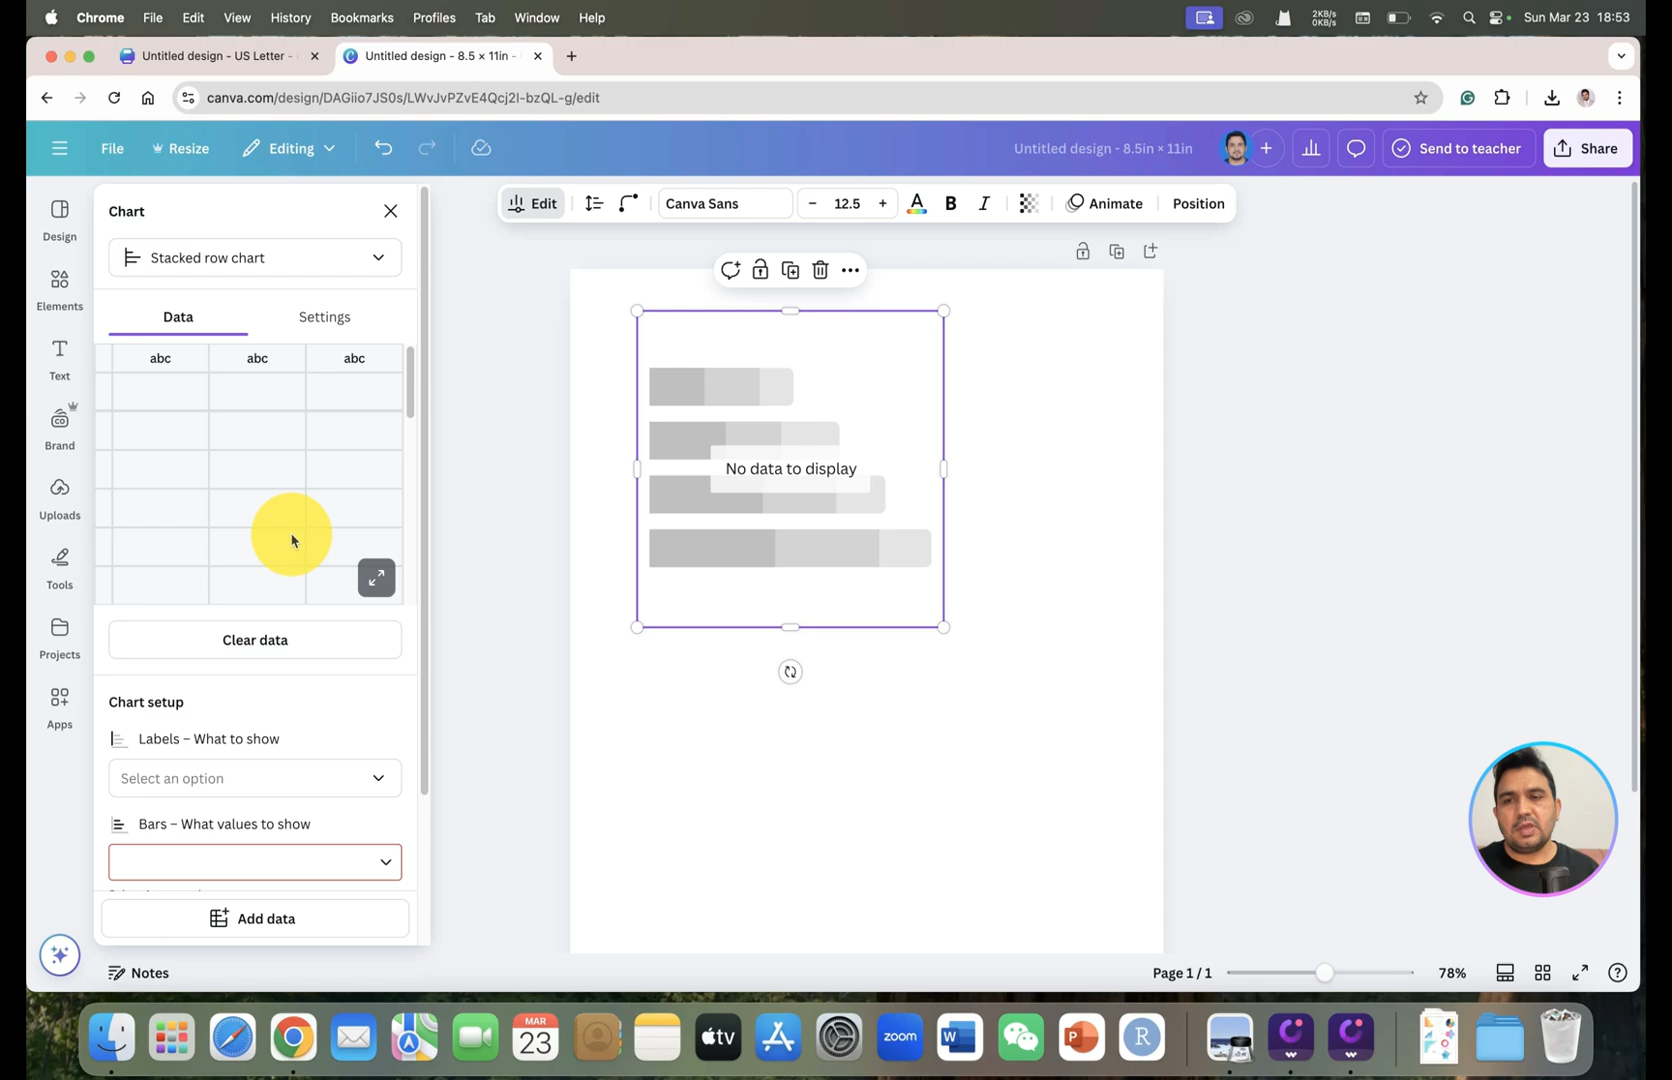 Chrome File Edit View History Bookmarks Profiles Tab Window Help 2KB/s 0KB/s Sun Mar 23 18:53
Untitled design - US Letter - Untitled design - 8.5 × 11in -
canva.com/design/DAGiio7JS0s/LWvJvPZvE4Qcj2I-bzQL-g/edit
File Resize Editing Untitled design - 8.5in × 11in Send to teacher Share
Design
Elements
Text
Brand
Uploads
Tools
Projects
Apps
Chart
Stacked row chart
Data Settings
abc abc abc
Clear data
Chart setup
Labels – What to show
Select an option
Bars – What values to show
Add data
Edit Canva Sans – 12.5 + A B I Animate Position
No data to display
Notes Page 1 / 1 78%
MAR
23
tv
zoom
W
P
R